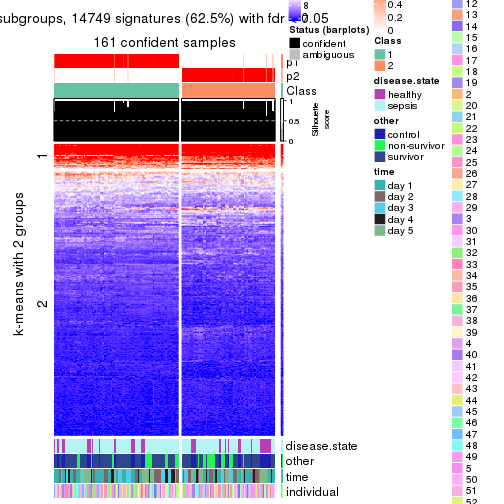 subgroups, 14749 signatures (62.5%) with fdr < 0.05
161 confident samples
p1
p2
Class
1
0.5
0
Silhouette
score
k-means with 2 groups
1
2
disease.state
other
time
individual
8
Status (barplots)
confident
ambiguous
0.4
0.2
0
Class
1
2
disease.state
healthy
sepsis
other
control
non-survivor
survivor
time
day 1
day 2
day 3
day 4
day 5
12
13
14
15
16
17
18
19
2
20
21
22
23
24
25
26
27
28
29
3
30
31
32
33
34
35
36
37
38
39
4
40
41
42
43
44
45
46
47
48
49
5
50
51